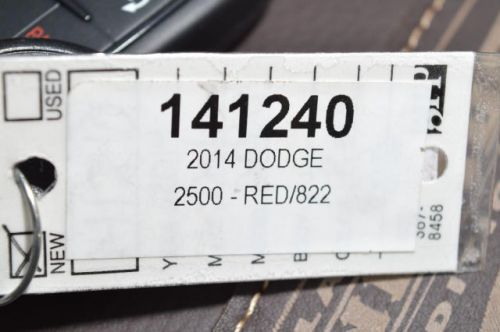 141240
2014 DODGE
2500 - RED/822
USED
NEW
8458